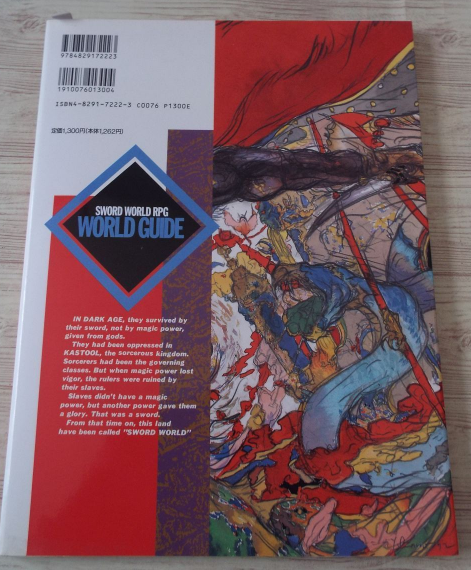 9784829172223
1910076013004
ISBN4-8291-7222-3 C0076 P1300E
定価1,300円(本体1,262円)
SWORD WORLD RPG
WORLD GUIDE
IN DARK AGE, they survived by
their sword, not by magic power,
given from gods.
They had been oppressed in
KASTOOL, the sorcerous kingdom.
Sorcerers had been the governing
classes. But when magic power lost
vigor, the rulers were ruined by
their slaves.
Slaves didn't have a magic
power, but another power gave them
a glory. That was a sword.
From that time on, this land
have been called "SWORD WORLD"